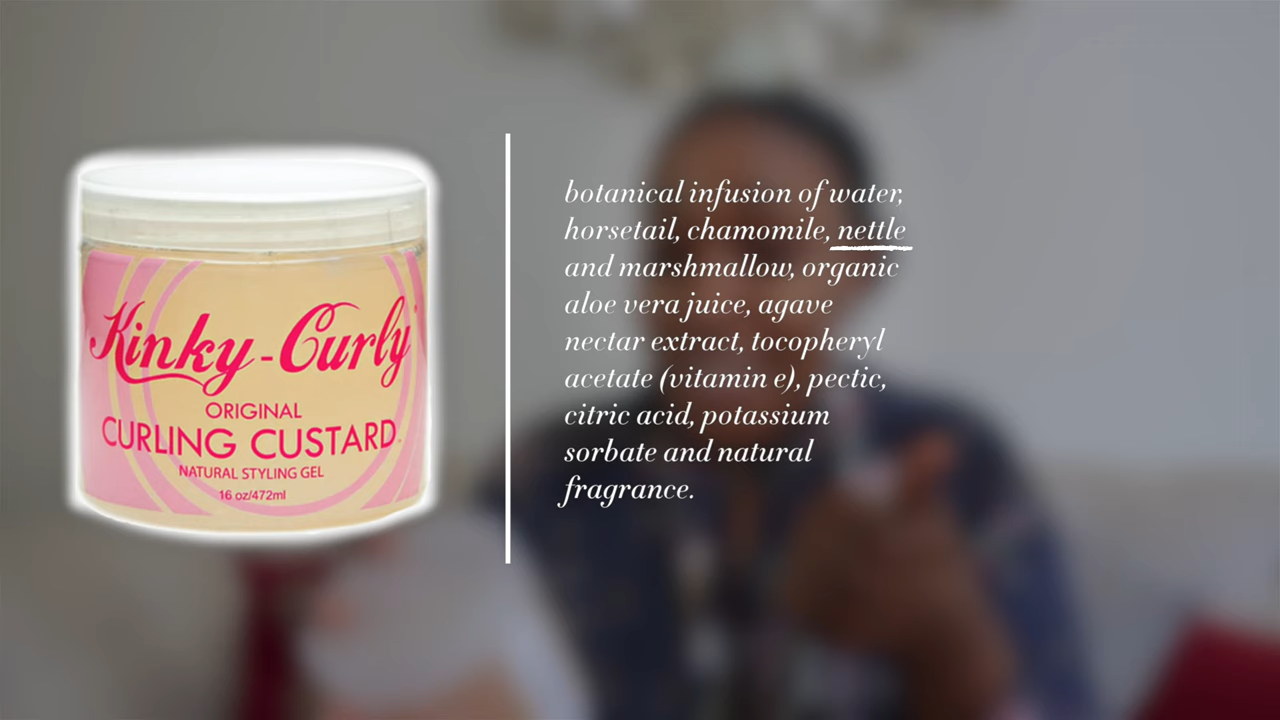 Kinky-Curly
ORIGINAL
CURLING CUSTARD
NATURAL STYLING GEL
16 oz/472ml
botanical infusion of water,
horsetail, chamomile, nettle
and marshmallow, organic
aloe vera juice, agave
nectar extract, tocopheryl
acetate (vitamin e), pectic,
citric acid, potassium
sorbate and natural
fragrance.